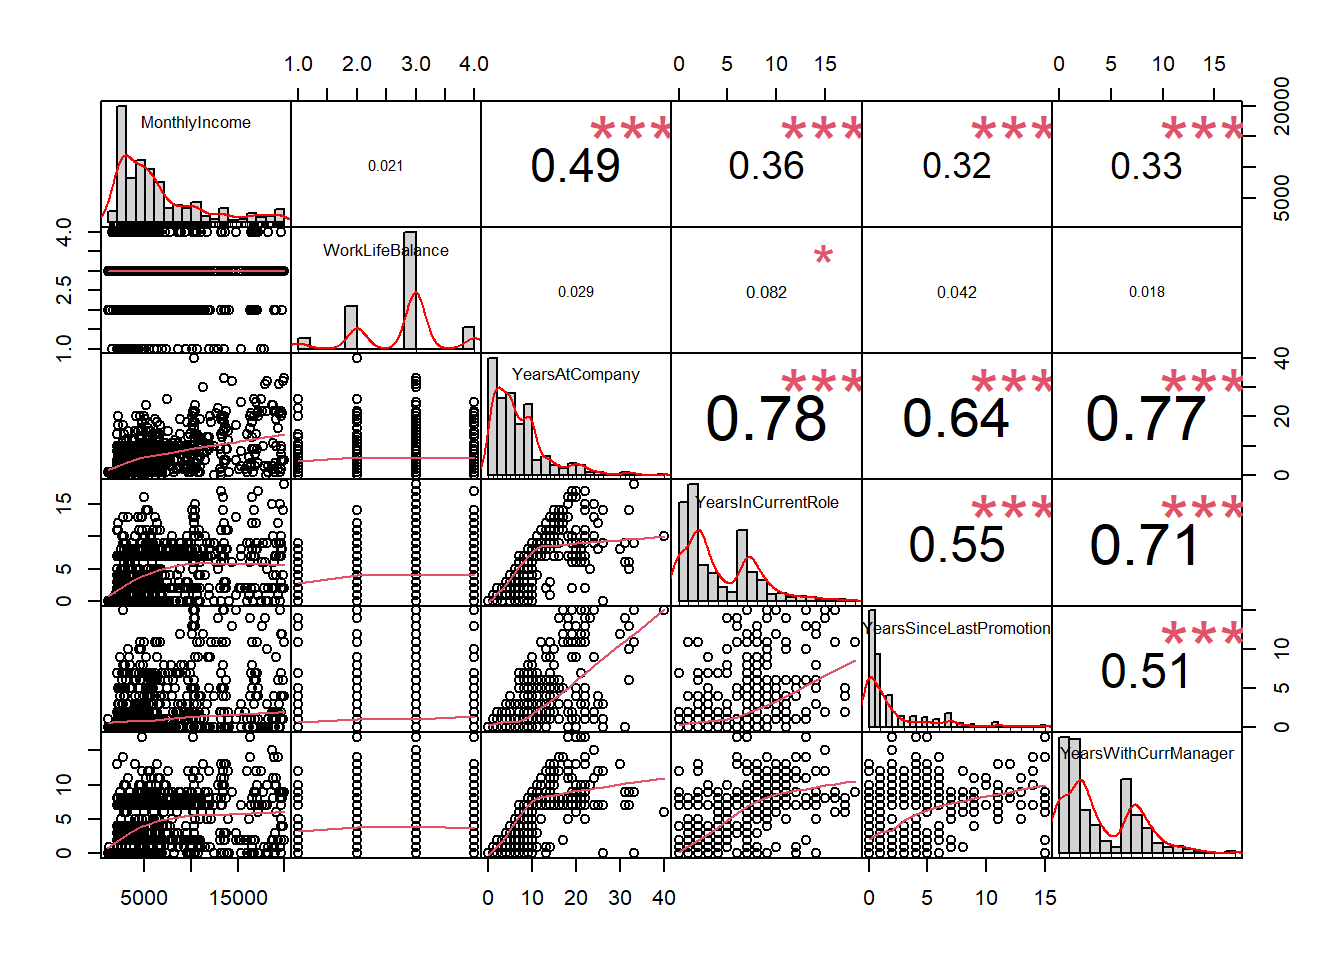 1.0 2.0 3.0 4.0 0 5 10 15 0 5 10 15
MonthlyIncome 0.021 0.49 *** 0.36 *** 0.32 *** 0.33 *** 5000 20000
1.0 2.5 4.0 WorkLifeBalance 0.029 0.082 * 0.042 0.018
YearsAtCompany 0.78 *** 0.64 *** 0.77 *** 0 20 40
0 5 15 YearsInCurrentRole 0.55 *** 0.71 ***
YearsSinceLastPromotion 0.51 *** 0 5 10
0 5 10 YearsWithCurrManager
5000 15000 0 10 20 30 40 0 5 10 15